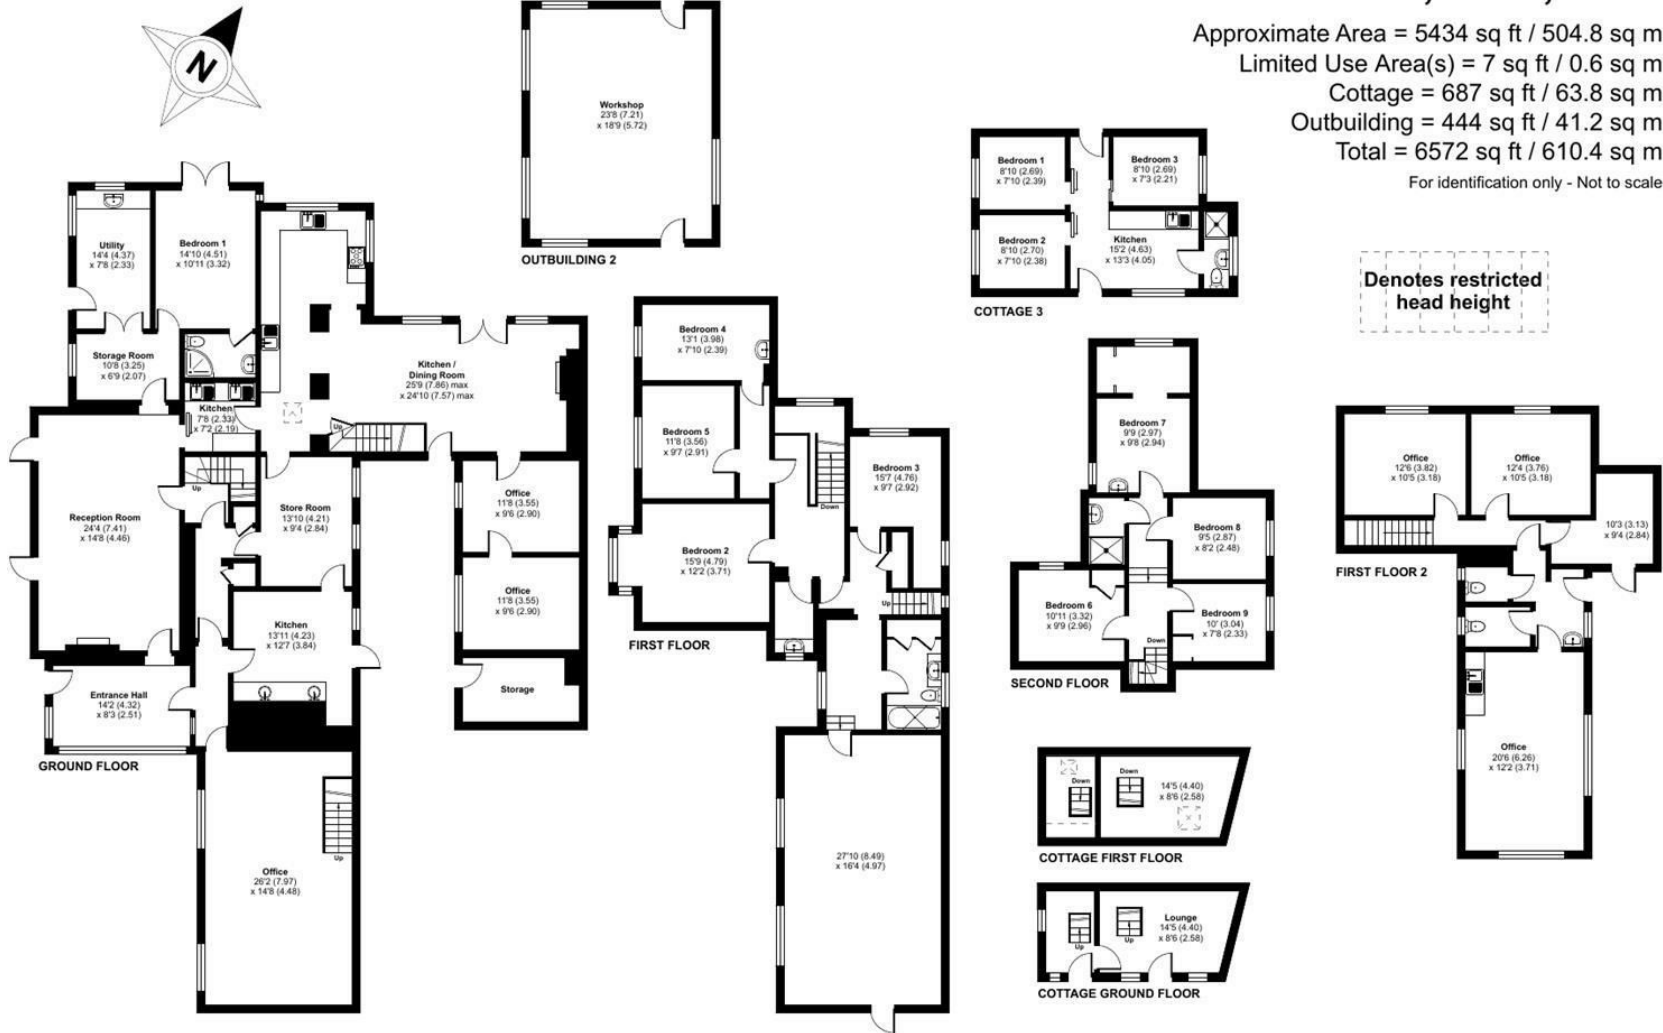 Approximate Area = 5434 sq ft / 504.8 sq m
Limited Use Area(s) = 7 sq ft / 0.6 sq m
Cottage = 687 sq ft / 63.8 sq m
Outbuilding = 444 sq ft / 41.2 sq m
Total = 6572 sq ft / 610.4 sq m
For identification only - Not to scale
Denotes restricted
head height
N
Workshop
23'8 (7.21)
x 18'9 (5.72)
OUTBUILDING 2
Bedroom 1
8'10 (2.69)
x 7'10 (2.39)
Bedroom 3
8'10 (2.69)
x 7'3 (2.21)
Bedroom 2
8'10 (2.70)
x 7'10 (2.38)
Kitchen
15'2 (4.63)
x 13'3 (4.05)
COTTAGE 3
Utility
14'4 (4.37)
x 7'8 (2.33)
Bedroom 1
14'10 (4.51)
x 10'11 (3.32)
Storage Room
10'8 (3.25)
x 6'9 (2.07)
Kitchen
7'8 (2.33)
x 7'2 (2.19)
Kitchen /
Dining Room
25'9 (7.86) max
x 24'10 (7.57) max
Up
Up
Reception Room
24'4 (7.41)
x 14'8 (4.46)
Store Room
13'10 (4.21)
x 9'4 (2.84)
Office
11'8 (3.55)
x 9'6 (2.90)
Office
11'8 (3.55)
x 9'6 (2.90)
Kitchen
13'11 (4.23)
x 12'7 (3.84)
Storage
Entrance Hall
14'2 (4.32)
x 8'3 (2.51)
GROUND FLOOR
Office
26'2 (7.97)
x 14'8 (4.48)
Up
Bedroom 4
13'1 (3.98)
x 7'10 (2.39)
Bedroom 5
11'8 (3.56)
x 9'7 (2.91)
Bedroom 3
15'7 (4.76)
x 9'7 (2.92)
Down
Bedroom 2
15'9 (4.79)
x 12'2 (3.71)
Up
FIRST FLOOR
27'10 (8.49)
x 16'4 (4.97)
Bedroom 7
9'9 (2.97)
x 9'8 (2.94)
Bedroom 8
9'5 (2.87)
x 8'2 (2.48)
Bedroom 6
10'11 (3.32)
x 9'9 (2.96)
Bedroom 9
10' (3.04)
x 7'8 (2.33)
Down
SECOND FLOOR
Down
Down
14'5 (4.40)
x 8'6 (2.58)
COTTAGE FIRST FLOOR
Up
Up
Lounge
14'5 (4.40)
x 8'6 (2.58)
COTTAGE GROUND FLOOR
Office
12'6 (3.82)
x 10'5 (3.18)
Office
12'4 (3.76)
x 10'5 (3.18)
10'3 (3.13)
x 9'4 (2.84)
FIRST FLOOR 2
Office
20'6 (6.26)
x 12'2 (3.71)